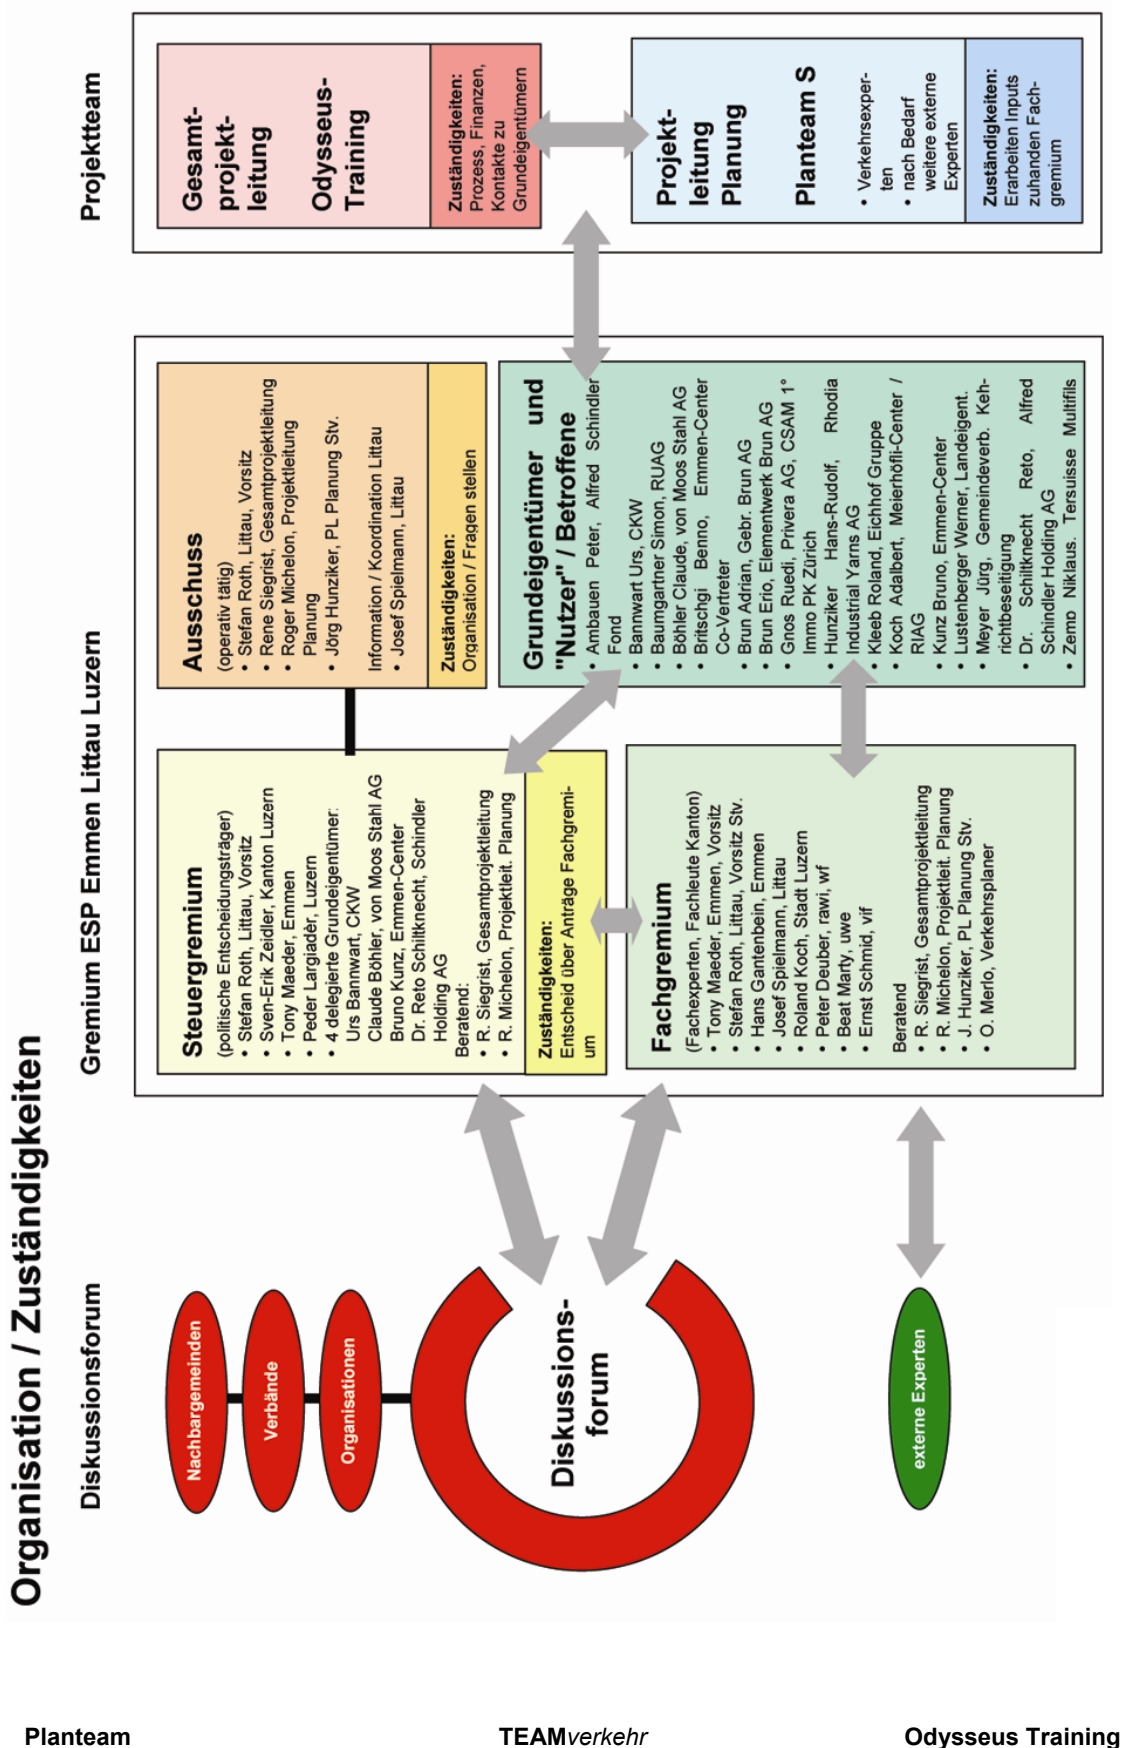 Organisation / Zuständigkeiten
Diskussionsforum
Nachbargemeinden
Verbände
Organisationen
Diskussions-
forum
externe Experten
Gremium ESP Emmen Littau Luzern
Steuergremium
(politische Entscheidungsträger)
• Stefan Roth, Littau, Vorsitz
• Sven-Erik Zeidler, Kanton Luzern
• Tony Maeder, Emmen
• Peder Largiadèr, Luzern
• 4 delegierte Grundeigentümer:
Urs Bannwart, CKW
Claude Böhler, von Moos Stahl AG
Bruno Kunz, Emmen-Center
Dr. Reto Schiltknecht, Schindler
Holding AG
Beratend:
• R. Siegrist, Gesamtprojektleitung
• R. Michelon, Projektleit. Planung
Zuständigkeiten:
Entscheid über Anträge Fachgremi-
um
Fachgremium
(Fachexperten, Fachleute Kanton)
• Tony Maeder, Emmen, Vorsitz
• Stefan Roth, Littau, Vorsitz Stv.
• Hans Gantenbein, Emmen
• Josef Spielmann, Littau
• Roland Koch, Stadt Luzern
• Peter Deuber, rawi, wf
• Beat Marty, uwe
• Ernst Schmid, vif
Beratend
• R. Siegrist, Gesamtprojektleitung
• R. Michelon, Projektleit. Planung
• J. Hunziker, PL Planung Stv.
• O. Merlo, Verkehrsplaner
Ausschuss
(operativ tätig)
• Stefan Roth, Littau, Vorsitz
• Rene Siegrist, Gesamtprojektleitung
• Roger Michelon, Projektleitung
Planung
• Jörg Hunziker, PL Planung Stv.
Information / Koordination Littau
• Josef Spielmann, Littau
Zuständigkeiten:
Organisation / Fragen stellen
Grundeigentümer und
"Nutzer" / Betroffene
• Ambauen Peter, Alfred Schindler
Fond
• Bannwart Urs, CKW
• Baumgartner Simon, RUAG
• Böhler Claude, von Moos Stahl AG
• Britschgi Benno, Emmen-Center
Co-Vertreter
• Brun Adrian, Gebr. Brun AG
• Brun Erio, Elementwerk Brun AG
• Gnos Ruedi, Privera AG, CSAM 1°
Immo PK Zürich
• Hunziker Hans-Rudolf, Rhodia
Industrial Yarns AG
• Kleeb Roland, Eichhof Gruppe
• Koch Adalbert, Meierhöfli-Center /
RIAG
• Kunz Bruno, Emmen-Center
• Lustenberger Werner, Landeigent.
• Meyer Jürg, Gemeindeverb. Keh-
richtbeseitigung
• Dr. Schiltknecht Reto, Alfred
Schindler Holding AG
• Zemp Niklaus. Tersuisse Multifils
Projektteam
Gesamt-
projekt-
leitung
Odysseus-
Training
Zuständigkeiten:
Prozess, Finanzen,
Kontakte zu
Grundeigentümern
Projekt-
leitung
Planung
Planteam S
• Verkehrsexper-
ten
• nach Bedarf
weitere externe
Experten
Zuständigkeiten:
Erarbeiten Inputs
zuhanden Fach-
gremium
Planteam
TEAMverkehr
Odysseus Training